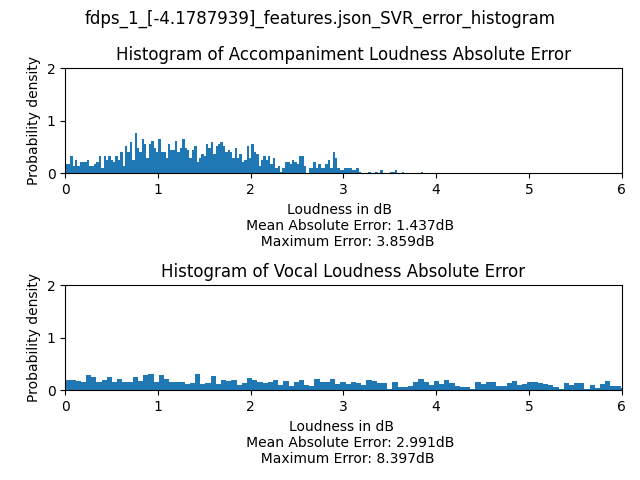 fdps_1_[-4.1787939]_features.json_SVR_error_histogram
Histogram of Accompaniment Loudness Absolute Error
Probability density
2
1
0
0 1 2 3 4 5 6
Loudness in dB
Mean Absolute Error: 1.437dB
Maximum Error: 3.859dB
Histogram of Vocal Loudness Absolute Error
Probability density
2
1
0
0 1 2 3 4 5 6
Loudness in dB
Mean Absolute Error: 2.991dB
Maximum Error: 8.397dB